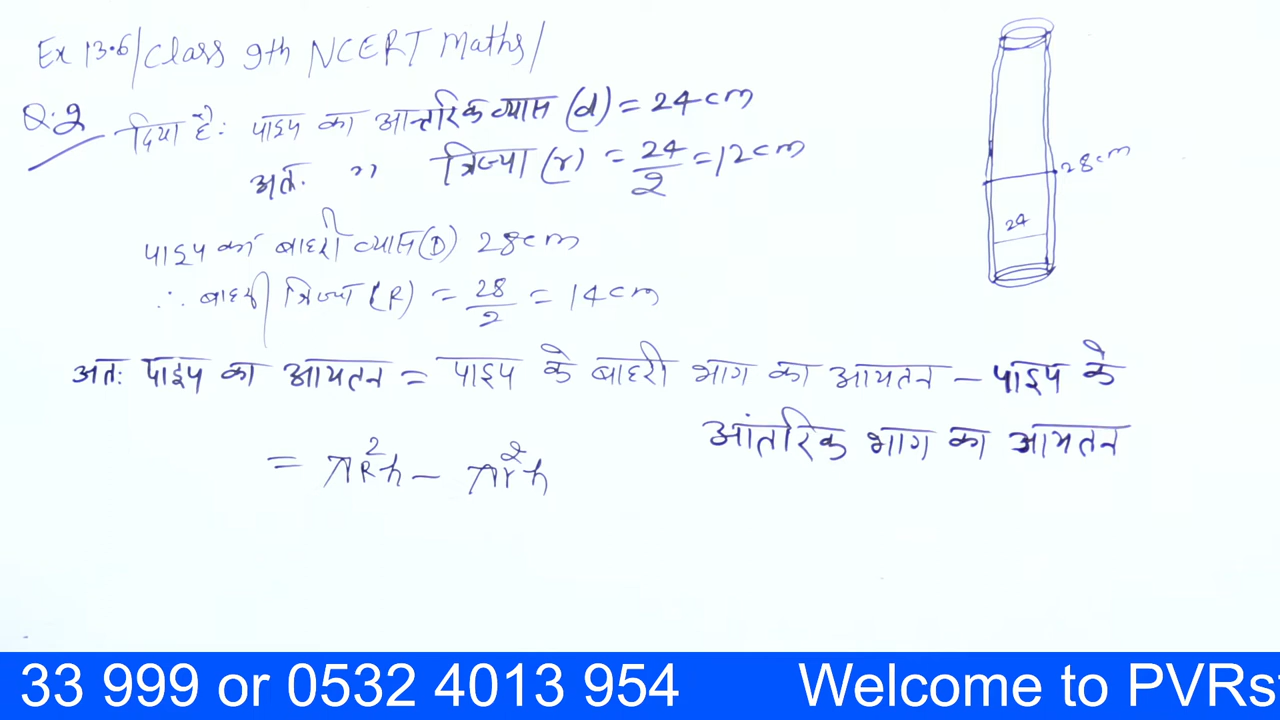 Ex 13.6/Class 9th NCERT Maths/
Q.2 दिया है: पाइप का आन्तरिक व्यास (d) = 24 cm
अतः " त्रिज्या (r) = 24/2 = 12 cm
पाइप का बाहरी व्यास (D) 28 cm
∴ बाहरी त्रिज्या (R) = 28/2 = 14 cm
28 cm
24
अतः पाइप का आयतन = पाइप के बाहरी भाग का आयतन - पाइप के
आंतरिक भाग का आयतन
= πR²h - πr²h
33 999 or 0532 4013 954 Welcome to PVRs